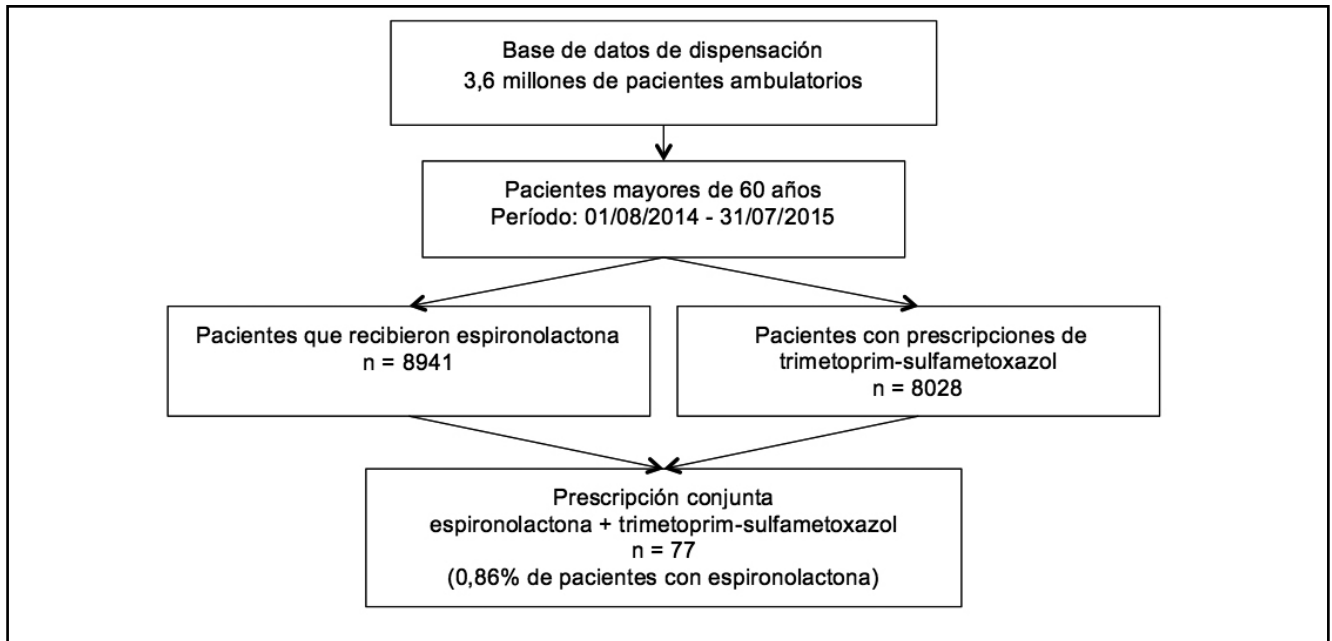 Base de datos de dispensación
3,6 millones de pacientes ambulatorios
Pacientes mayores de 60 años
Período: 01/08/2014 - 31/07/2015
Pacientes que recibieron espironolactona
n = 8941
Pacientes con prescripciones de
trimetoprim-sulfametoxazol
n = 8028
Prescripción conjunta
espironolactona + trimetoprim-sulfametoxazol
n = 77
(0,86% de pacientes con espironolactona)